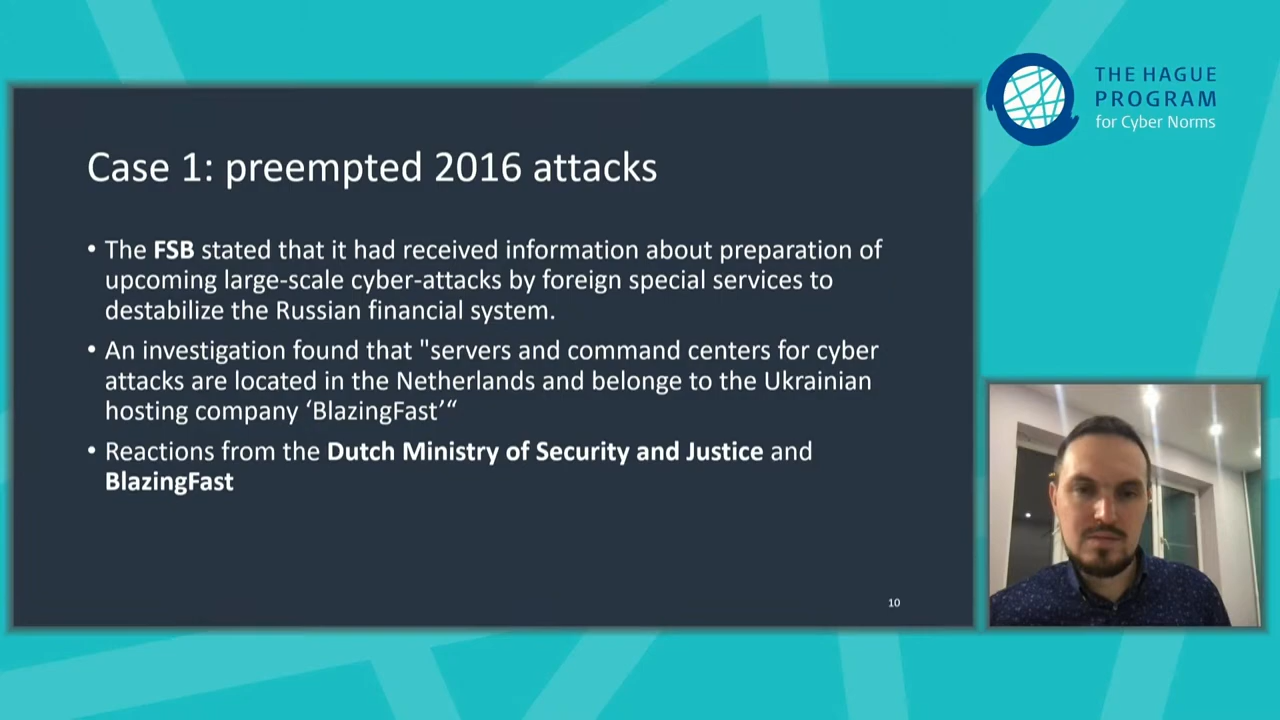 THE HAGUE
PROGRAM
for Cyber Norms
Case 1: preempted 2016 attacks
• The FSB stated that it had received information about preparation of
upcoming large-scale cyber-attacks by foreign special services to
destabilize the Russian financial system.
• An investigation found that "servers and command centers for cyber
attacks are located in the Netherlands and belonge to the Ukrainian
hosting company ‘BlazingFast’“
• Reactions from the Dutch Ministry of Security and Justice and
BlazingFast
10